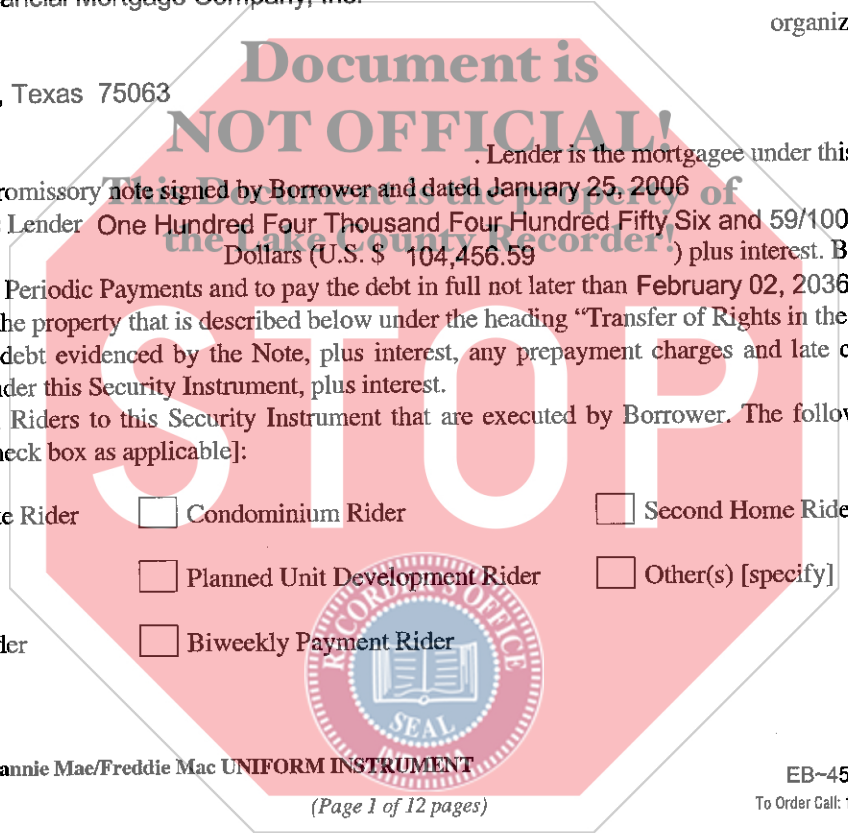 ancial Mortgage Company, Inc.
organiz
, Texas 75063
Document is
NOT OFFICIAL!
. Lender is the mortgagee under this
romissory note signed by Borrower and dated January 25, 2006
This Document is the property of
Lender One Hundred Four Thousand Four Hundred Fifty Six and 59/100
the Lake County Recorder!
Dollars (U.S. $ 104,456.59 ) plus interest. B
Periodic Payments and to pay the debt in full not later than February 02, 2036
he property that is described below under the heading “Transfer of Rights in the
debt evidenced by the Note, plus interest, any prepayment charges and late c
nder this Security Instrument, plus interest.
Riders to this Security Instrument that are executed by Borrower. The follow
heck box as applicable]:
STOP
e Rider Condominium Rider Second Home Ride
Planned Unit Development Rider Other(s) [specify]
der Biweekly Payment Rider
RECORDER'S OFFICE
SEAL
INDIANA
annie Mae/Freddie Mac UNIFORM INSTRUMENT
EB~45
(Page 1 of 12 pages)
To Order Call: 1